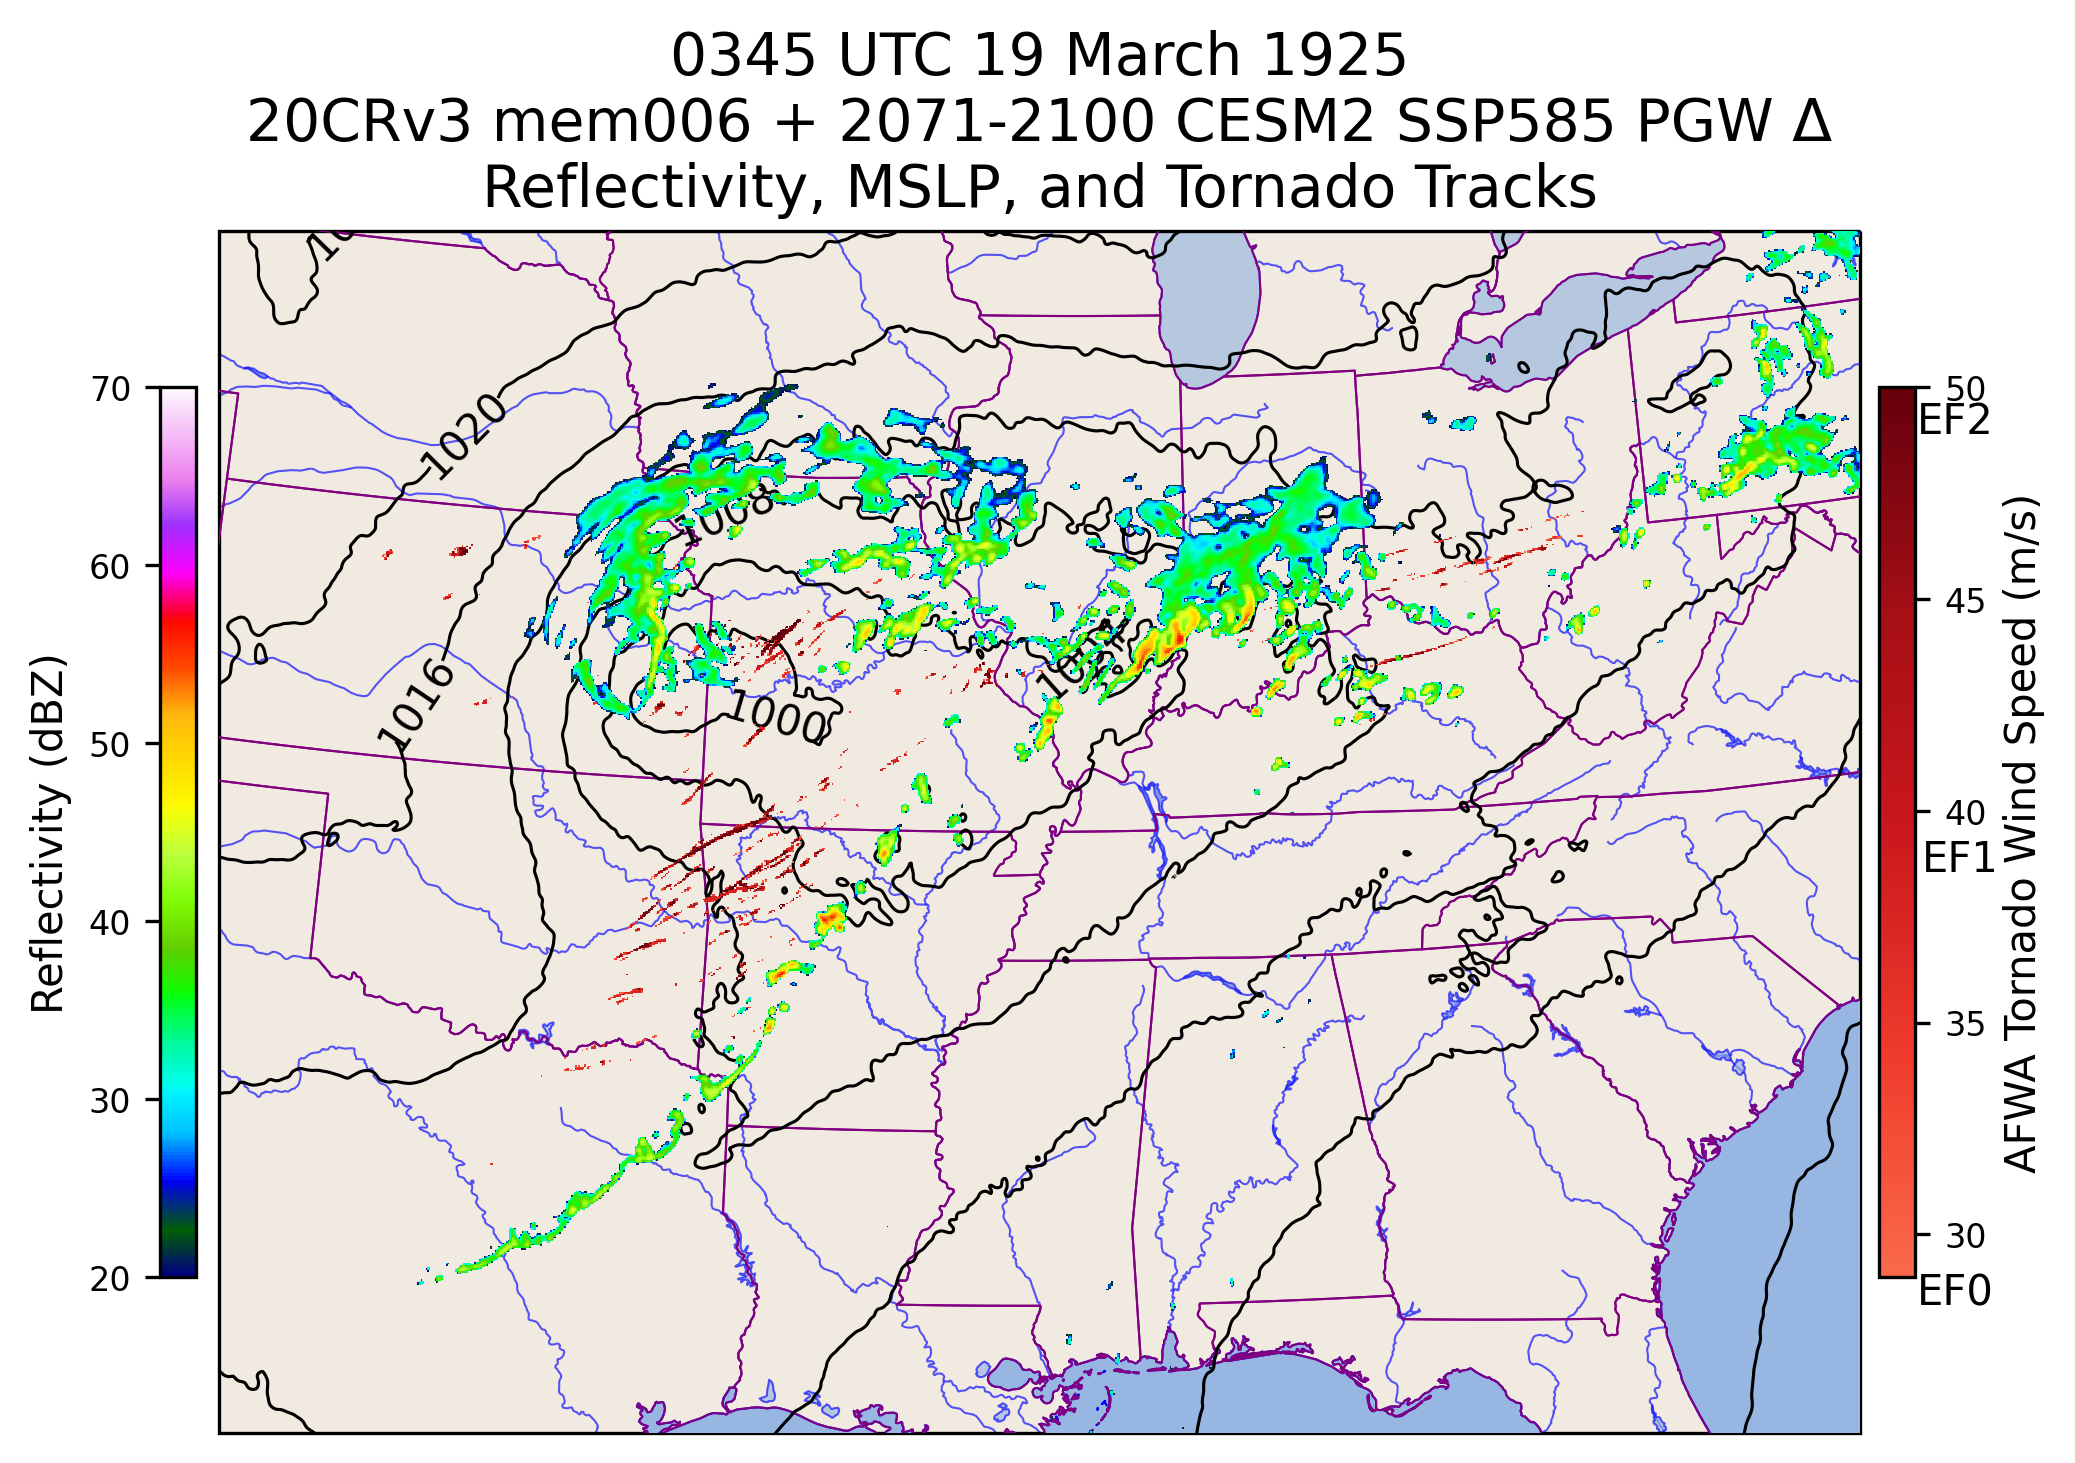 0345 UTC 19 March 1925
20CRv3 mem006 + 2071-2100 CESM2 SSP585 PGW Δ
Reflectivity, MSLP, and Tornado Tracks
Reflectivity (dBZ)
70
60
50
40
30
20
1020
1016
1008
1000
50
EF2
45
40
EF1
35
30
EF0
AFWA Tornado Wind Speed (m/s)